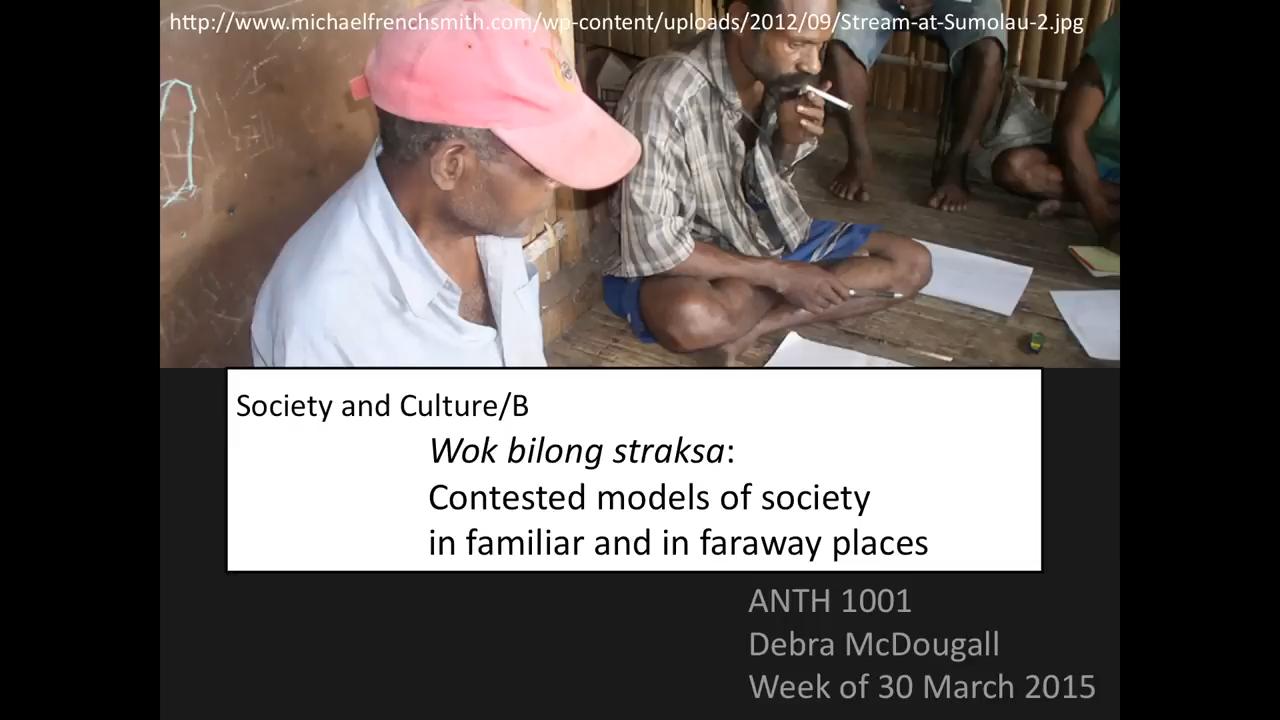 http://www.michaelfrenchsmith.com/wp-content/uploads/2012/09/Stream-at-Sumolau-2.jpg
Society and Culture/B
Wok bilong straksa:
Contested models of society
in familiar and in faraway places
ANTH 1001
Debra McDougall
Week of 30 March 2015